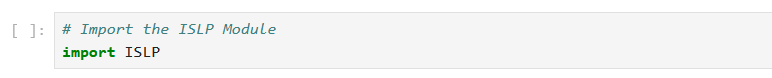 [ ]: # Import the ISLP Module
import ISLP